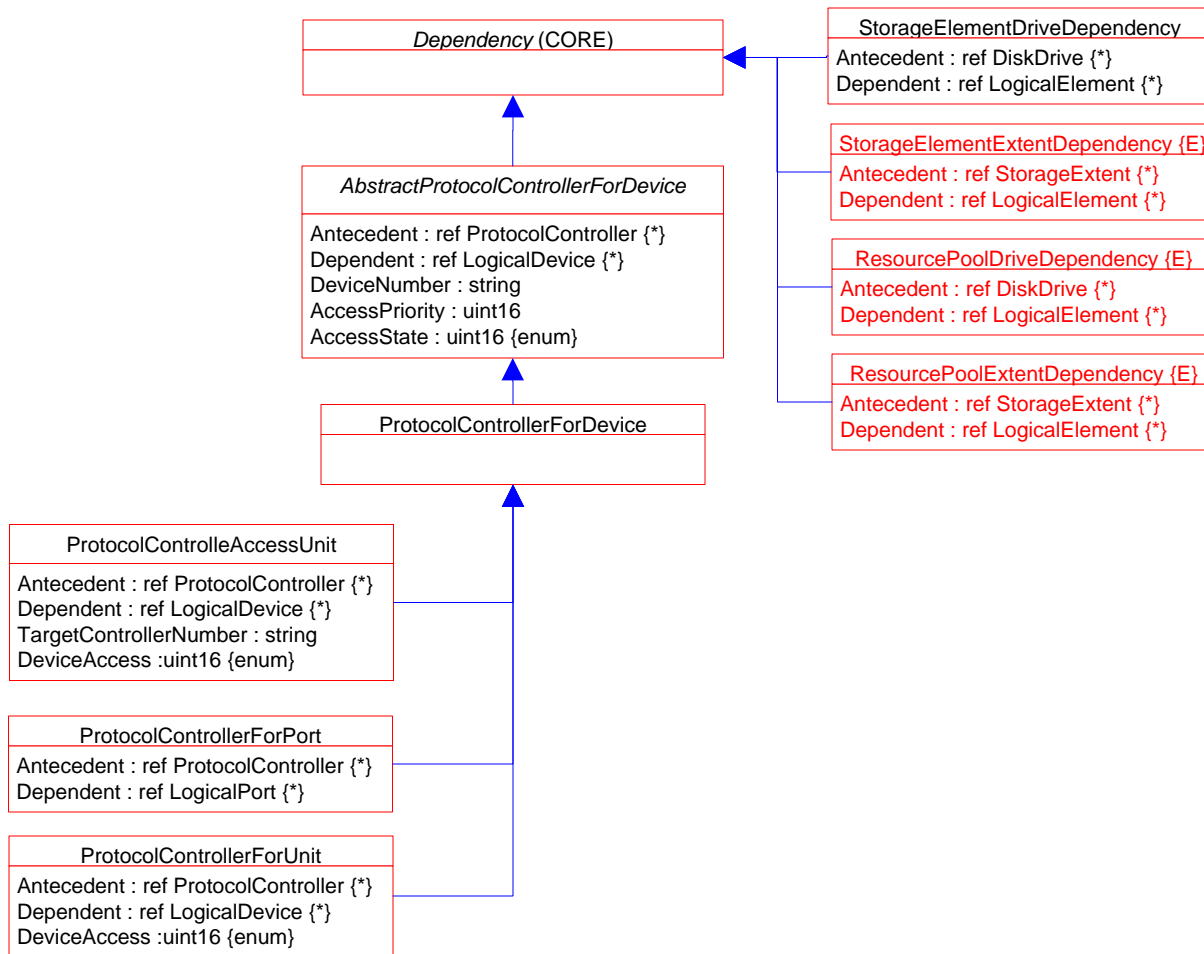 Dependency (CORE)
StorageElementDriveDependency
Antecedent : ref DiskDrive {*}
Dependent : ref LogicalElement {*}
StorageElementExtentDependency {E}
Antecedent : ref StorageExtent {*}
Dependent : ref LogicalElement {*}
AbstractProtocolControllerForDevice
Antecedent : ref ProtocolController {*}
Dependent : ref LogicalDevice {*}
DeviceNumber : string
AccessPriority : uint16
AccessState : uint16 {enum}
ResourcePoolDriveDependency {E}
Antecedent : ref DiskDrive {*}
Dependent : ref LogicalElement {*}
ResourcePoolExtentDependency {E}
Antecedent : ref StorageExtent {*}
Dependent : ref LogicalElement {*}
ProtocolControllerForDevice
ProtocolControlleAccessUnit
Antecedent : ref ProtocolController {*}
Dependent : ref LogicalDevice {*}
TargetControllerNumber : string
DeviceAccess :uint16 {enum}
ProtocolControllerForPort
Antecedent : ref ProtocolController {*}
Dependent : ref LogicalPort {*}
ProtocolControllerForUnit
Antecedent : ref ProtocolController {*}
Dependent : ref LogicalDevice {*}
DeviceAccess :uint16 {enum}